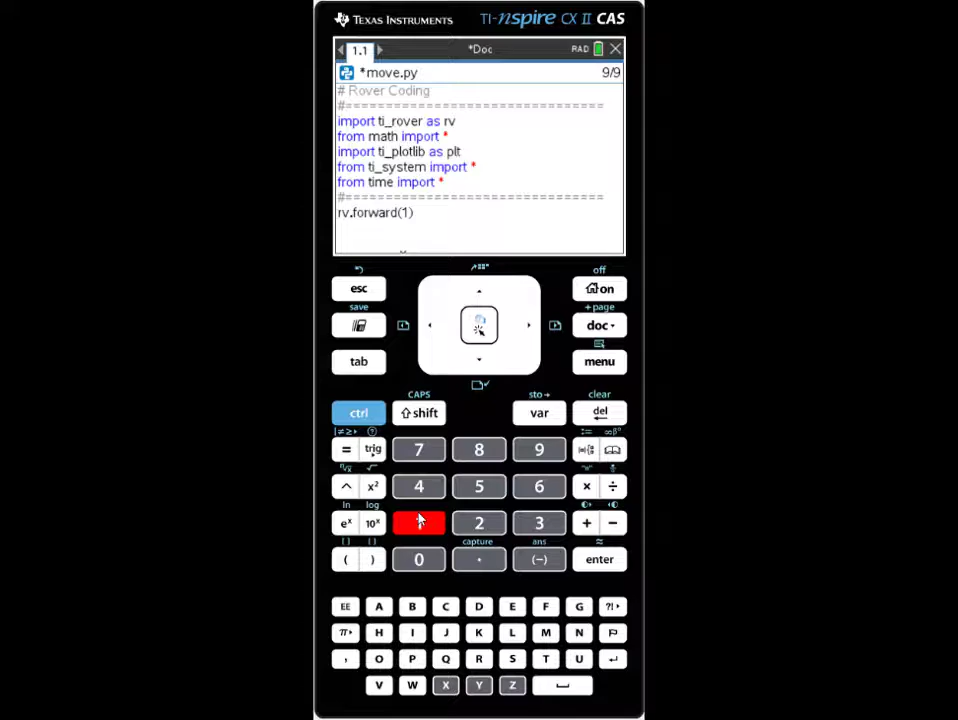 TEXAS INSTRUMENTS TI-nspire CX II CAS
1.1 *Doc RAD
*move.py 9/9
# Rover Coding
#================================
import ti_rover as rv
from math import *
import ti_plotlib as plt
from ti_system import *
from time import *
#================================
rv.forward(1)
off
esc on
save +page
doc
tab menu
CAPS sto→ clear
ctrl ⇧shift var del
|≠≥▸ := ∞β°
= trig 7 8 9
ⁿ√x √ "∞"
^ x² 4 5 6 × ÷
ln log
eˣ 10ˣ 2 3 + −
[ ] { } capture ans ≈
( ) 0 . (−) enter
EE A B C D E F G ?!▸
π▸ H I J K L M N
, O P Q R S T U ↵
V W X Y Z